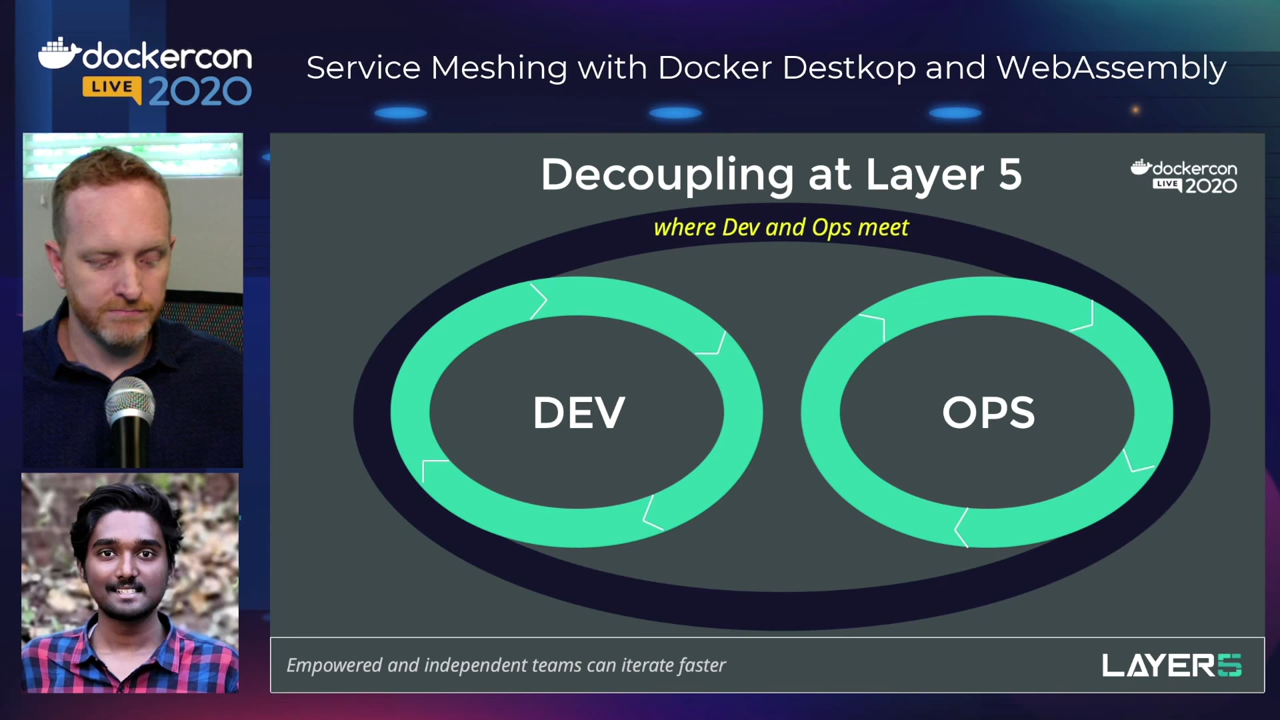 dockercon
LIVE 2020
Service Meshing with Docker Destkop and WebAssembly
Decoupling at Layer 5
dockercon
LIVE 2020
where Dev and Ops meet
DEV
OPS
Empowered and independent teams can iterate faster
LAYER5